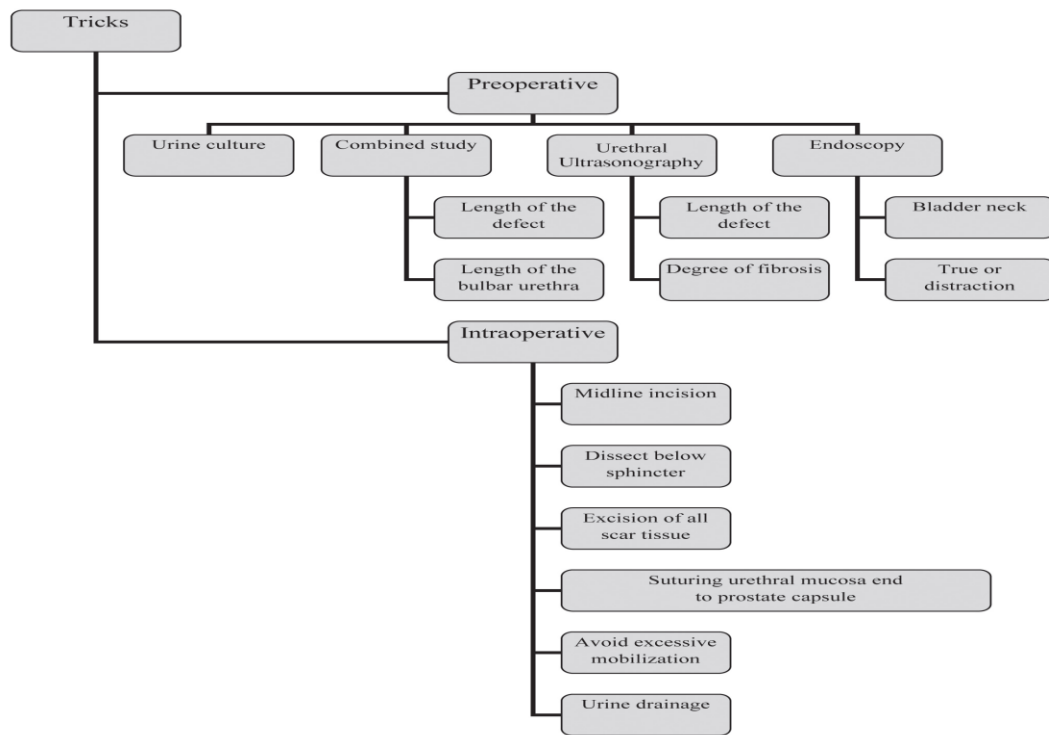 Tricks
Preoperative
Urine culture
Combined study
Urethral
Ultrasonography
Endoscopy
Length of the
defect
Length of the
defect
Bladder neck
Length of the
bulbar urethra
Degree of fibrosis
True or
distraction
Intraoperative
Midline incision
Dissect below
sphincter
Excision of all
scar tissue
Suturing urethral mucosa end
to prostate capsule
Avoid excessive
mobilization
Urine drainage